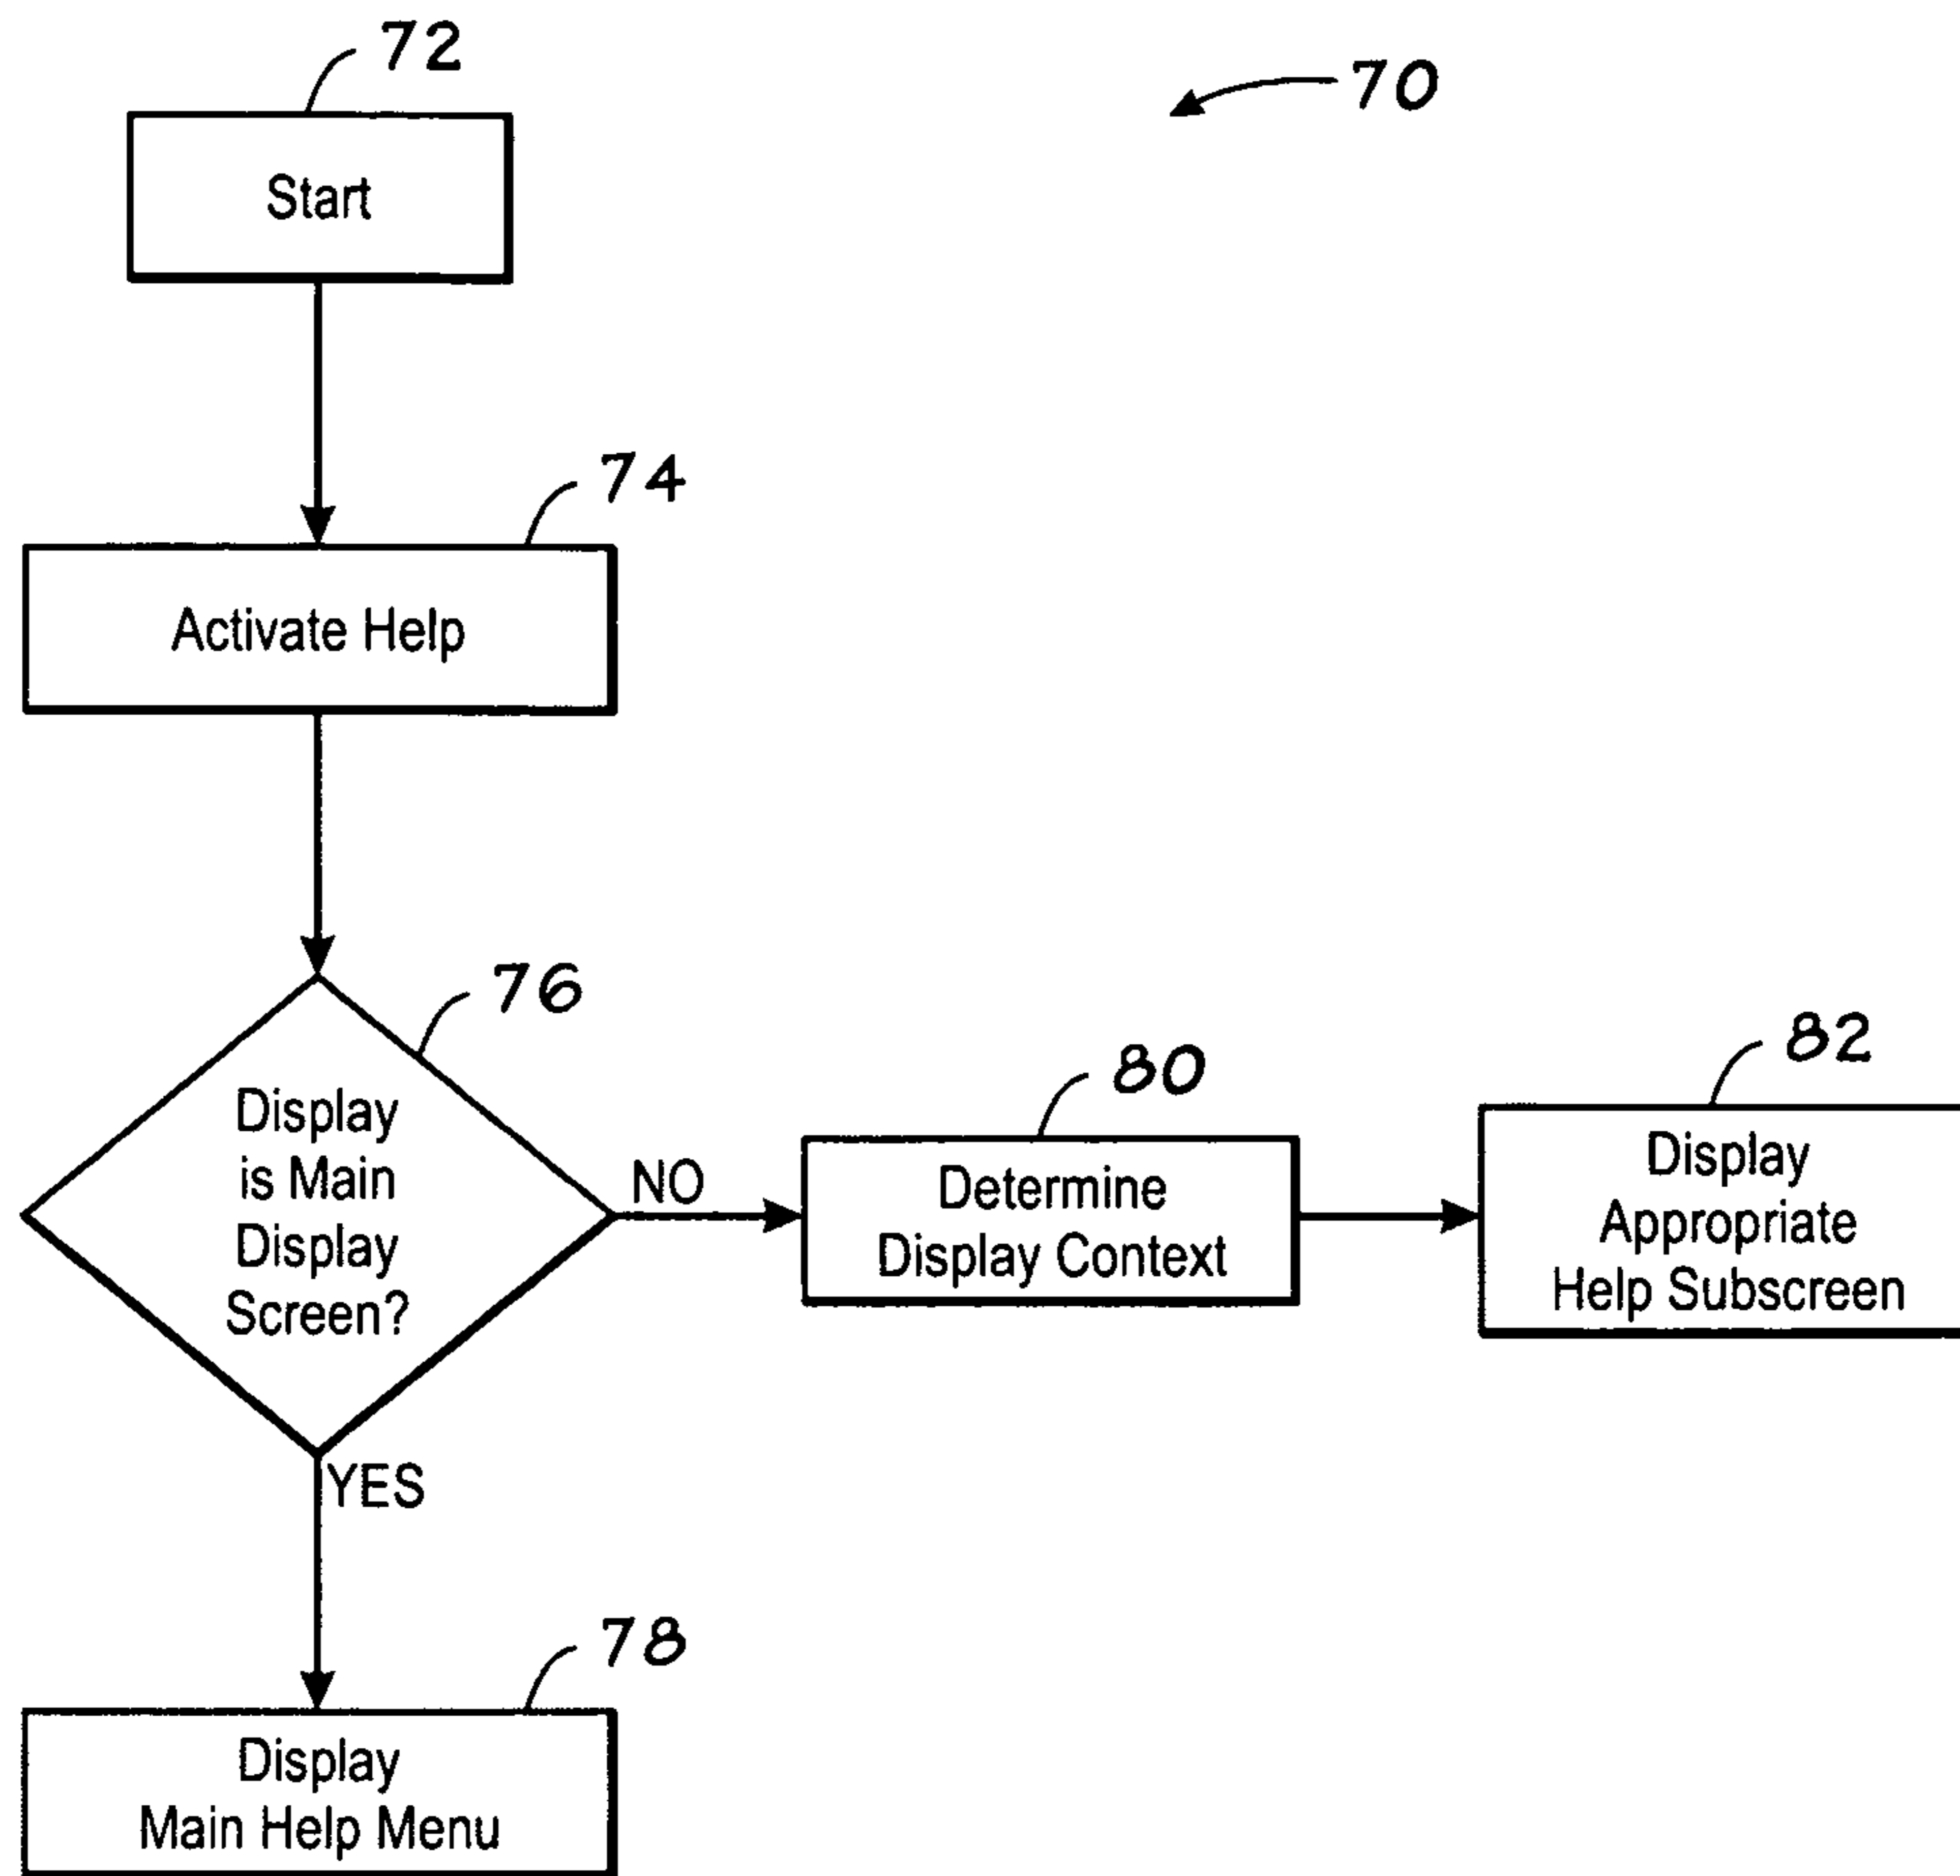 72
70
Start
74
Activate Help
76
Display
is Main
Display
Screen?
NO
80
Determine
Display Context
82
Display
Appropriate
Help Subscreen
YES
78
Display
Main Help Menu